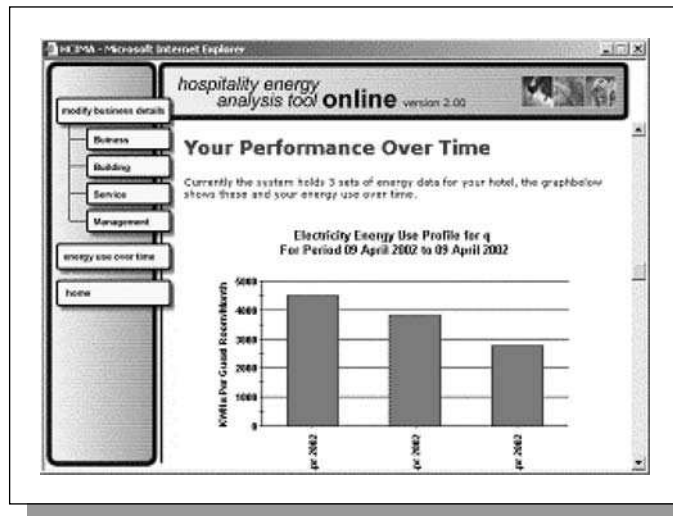 HCIMA - Microsoft Internet Explorer
hospitality energy
analysis tool online version 2.00
modify business details
Business
Building
Service
Management
energy use over time
home
Your Performance Over Time
Currently the system holds 3 sets of energy data for your hotel, the graphbelow
shows these and your energy use over time.
Electricity Energy Use Profile for q
For Period 09 April 2002 to 09 April 2002
KWHs Per Guest Room/Month
5000
4000
3000
2000
1000
0
pr 2002
pr 2002
pr 2002